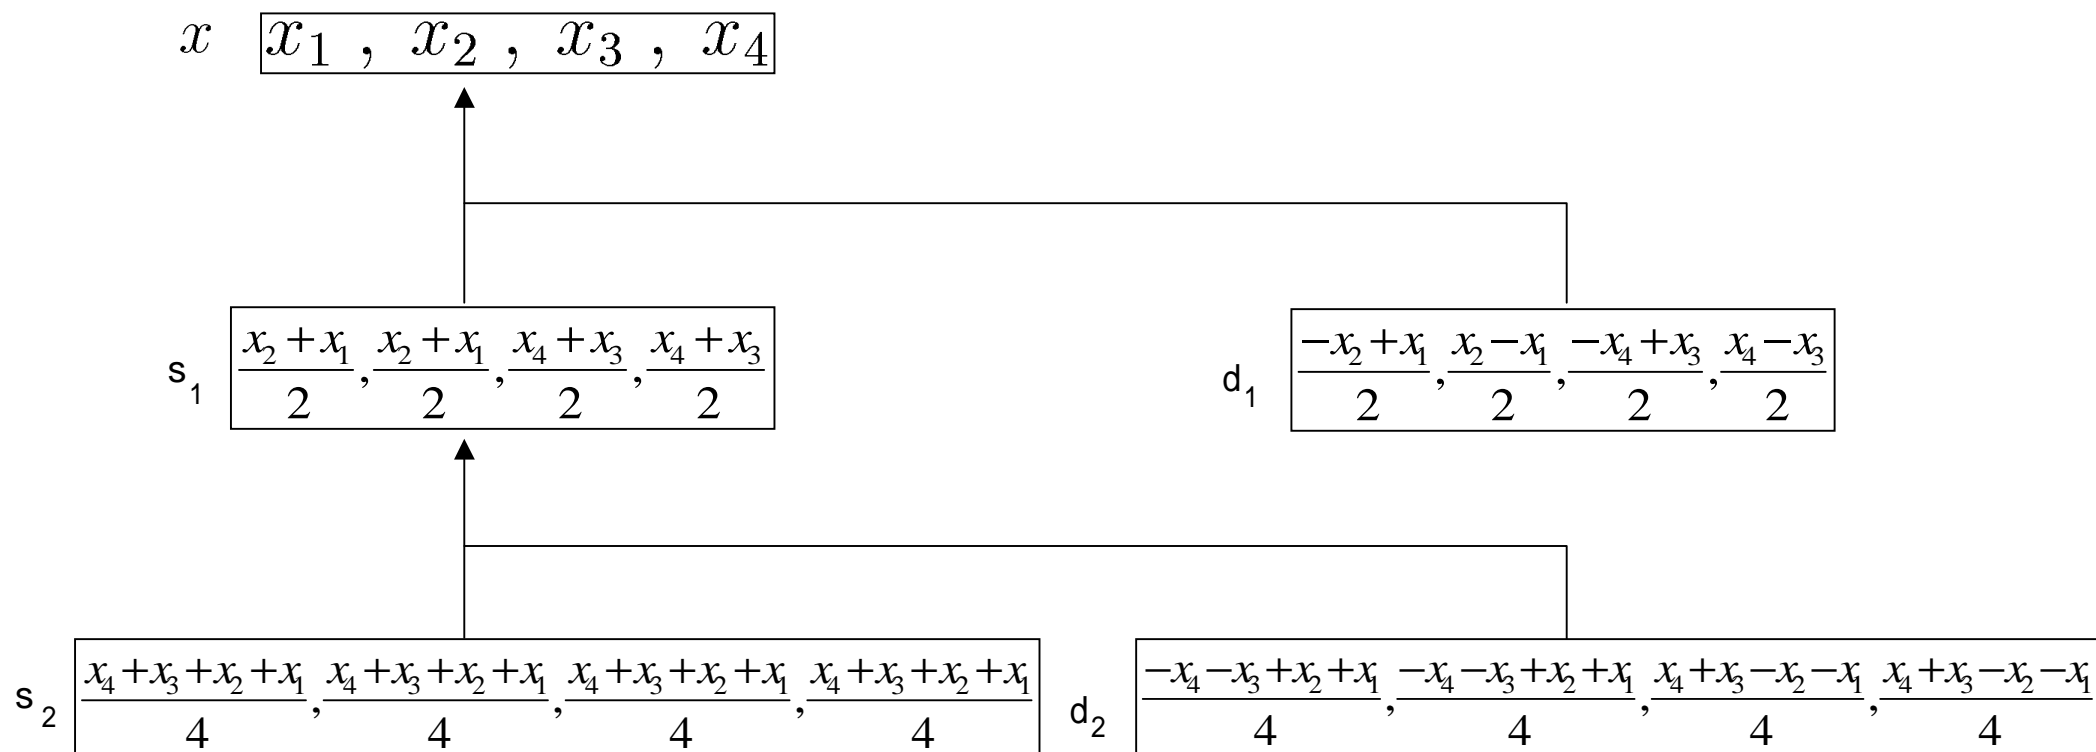 x x₁ , x₂ , x₃ , x₄
s₁ (x₂+x₁)/2, (x₂+x₁)/2, (x₄+x₃)/2, (x₄+x₃)/2 d₁ (−x₂+x₁)/2, (x₂−x₁)/2, (−x₄+x₃)/2, (x₄−x₃)/2
s₂ (x₄+x₃+x₂+x₁)/4, (x₄+x₃+x₂+x₁)/4, (x₄+x₃+x₂+x₁)/4, (x₄+x₃+x₂+x₁)/4 d₂ (−x₄−x₃+x₂+x₁)/4, (−x₄−x₃+x₂+x₁)/4, (x₄+x₃−x₂−x₁)/4, (x₄+x₃−x₂−x₁)/4